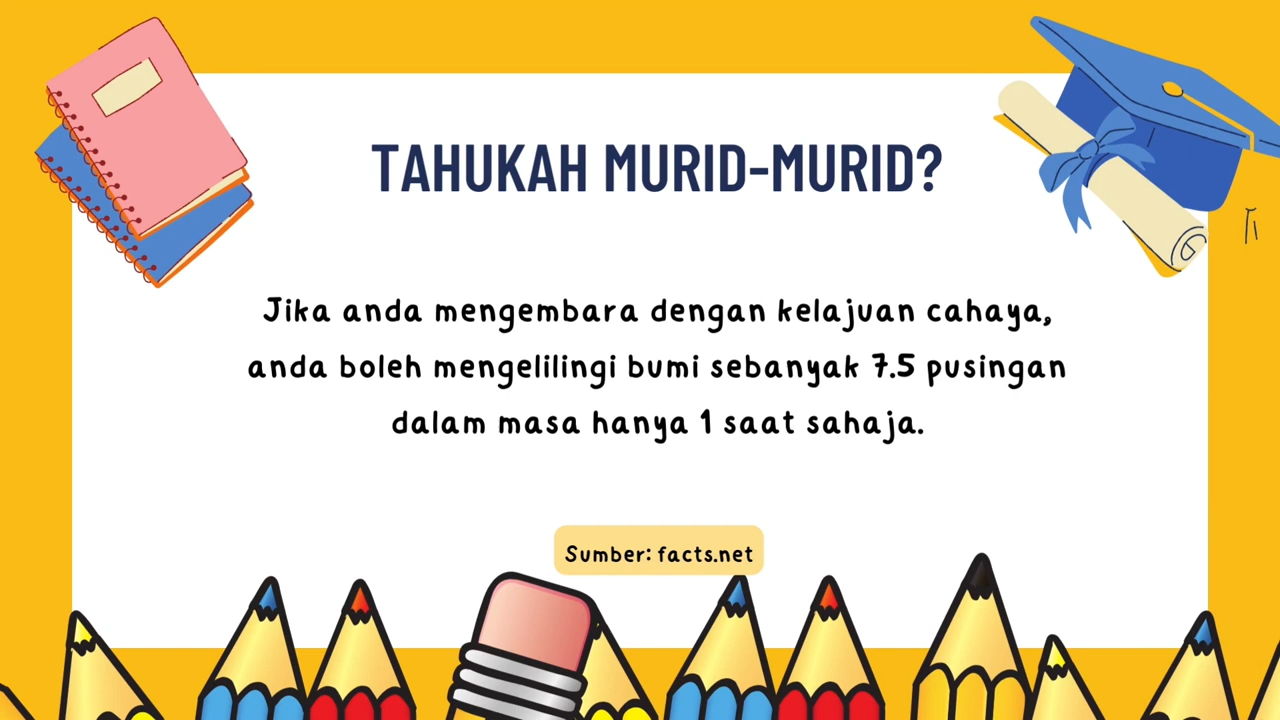 TAHUKAH MURID-MURID?
Jika anda mengembara dengan kelajuan cahaya,
anda boleh mengelilingi bumi sebanyak 7.5 pusingan
dalam masa hanya 1 saat sahaja.
Sumber: facts.net